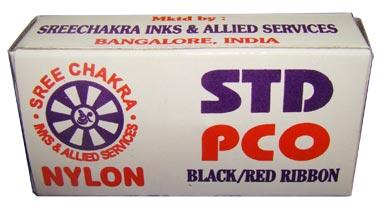 Mktd by :
SREECHAKRA INKS & ALLIED SERVICES
BANGALORE, INDIA
SREE CHAKRA
INKS & ALLIED SERVICES
NYLON
STD
PCO
BLACK/RED RIBBON